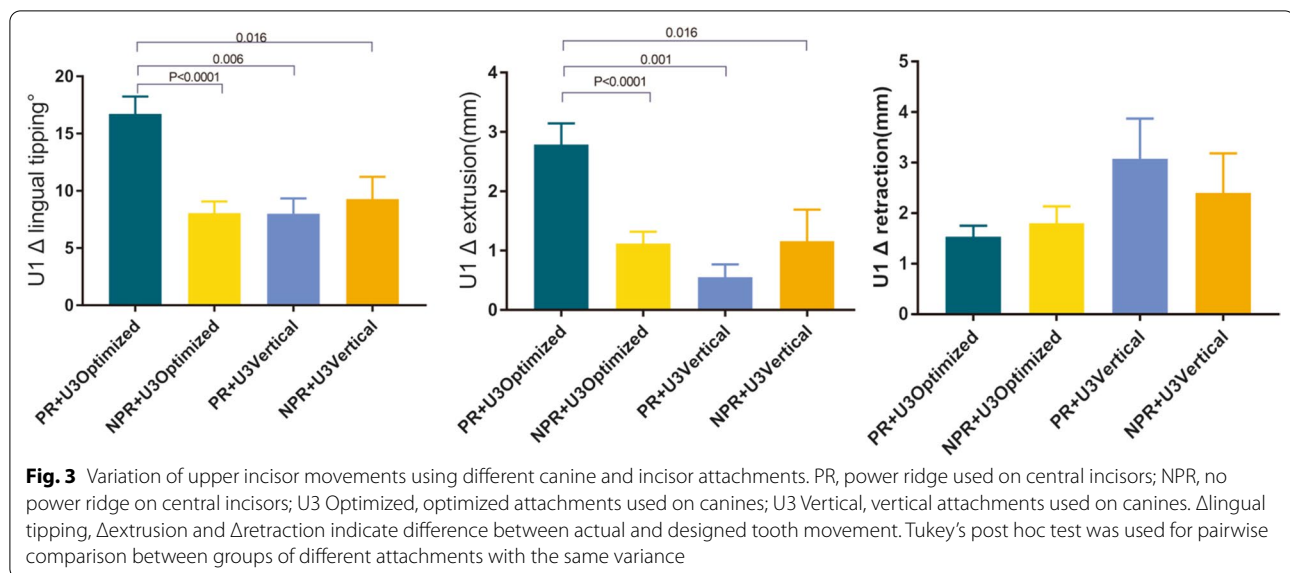 0.016
0.006
P<0.0001
20
15
10
5
0
U1 Δ lingual tipping°
PR+U3Optimized
NPR+U3Optimized
PR+U3Vertical
NPR+U3Vertical
0.016
0.001
P<0.0001
4
3
2
1
0
U1 Δ extrusion(mm)
PR+U3Optimized
NPR+U3Optimized
PR+U3Vertical
NPR+U3Vertical
5
4
3
2
1
0
U1 Δ retraction(mm)
PR+U3Optimized
NPR+U3Optimized
PR+U3Vertical
NPR+U3Vertical
Fig. 3 Variation of upper incisor movements using different canine and incisor attachments. PR, power ridge used on central incisors; NPR, no
power ridge on central incisors; U3 Optimized, optimized attachments used on canines; U3 Vertical, vertical attachments used on canines. Δlingual
tipping, Δextrusion and Δretraction indicate difference between actual and designed tooth movement. Tukey’s post hoc test was used for pairwise
comparison between groups of different attachments with the same variance